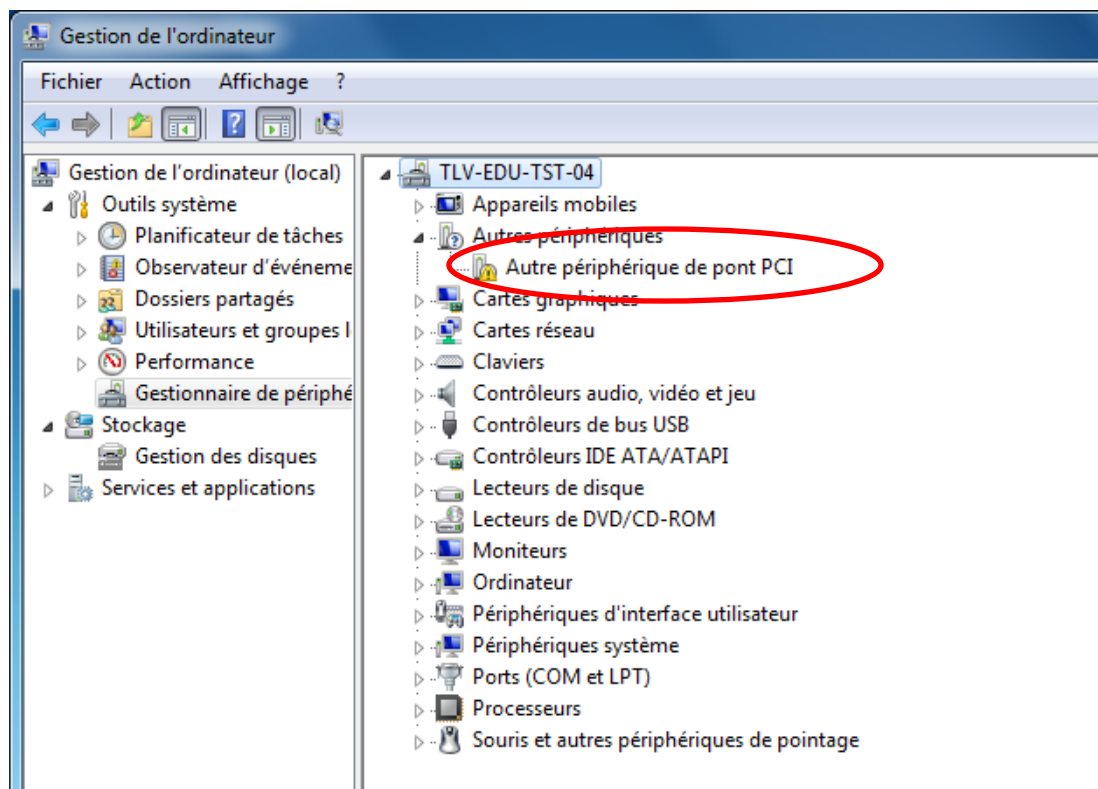 Gestion de l'ordinateur
Fichier Action Affichage ?
Gestion de l'ordinateur (local)
Outils système
Planificateur de tâches
Observateur d'événeme
Dossiers partagés
Utilisateurs et groupes l
Performance
Gestionnaire de périphé
Stockage
Gestion des disques
Services et applications
TLV-EDU-TST-04
Appareils mobiles
Autres périphériques
Autre périphérique de pont PCI
Cartes graphiques
Cartes réseau
Claviers
Contrôleurs audio, vidéo et jeu
Contrôleurs de bus USB
Contrôleurs IDE ATA/ATAPI
Lecteurs de disque
Lecteurs de DVD/CD-ROM
Moniteurs
Ordinateur
Périphériques d'interface utilisateur
Périphériques système
Ports (COM et LPT)
Processeurs
Souris et autres périphériques de pointage